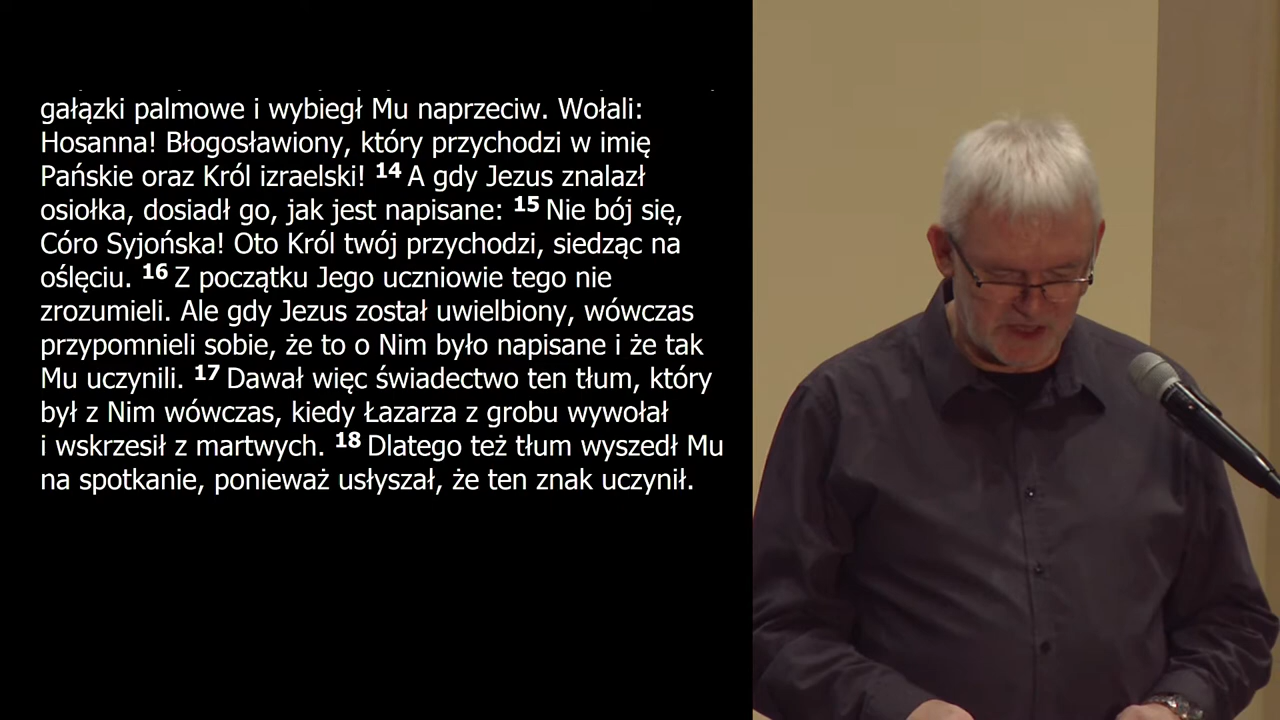 gałązki palmowe i wybiegł Mu naprzeciw. Wołali:
Hosanna! Błogosławiony, który przychodzi w imię
Pańskie oraz Król izraelski! 14 A gdy Jezus znalazł
osiołka, dosiadł go, jak jest napisane: 15 Nie bój się,
Córo Syjońska! Oto Król twój przychodzi, siedząc na
oślęciu. 16 Z początku Jego uczniowie tego nie
zrozumieli. Ale gdy Jezus został uwielbiony, wówczas
przypomnieli sobie, że to o Nim było napisane i że tak
Mu uczynili. 17 Dawał więc świadectwo ten tłum, który
był z Nim wówczas, kiedy Łazarza z grobu wywołał
i wskrzesił z martwych. 18 Dlatego też tłum wyszedł Mu
na spotkanie, ponieważ usłyszał, że ten znak uczynił.